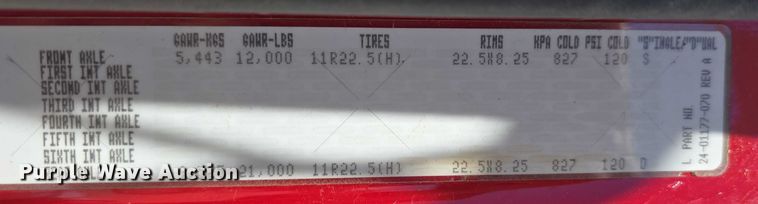 GAWR-KGS GAWR-LBS TIRES RIMS KPA COLD PSI COLD "S"INGLE/"D"UAL
FRONT AXLE 5,443 12,000 11R22.5(H) 22.5X8.25 827 120 S
FIRST INT AXLE
SECOND INT AXLE
THIRD INT AXLE
FOURTH INT AXLE
FIFTH INT AXLE
SIXTH INT AXLE
21,000 11R22.5(H) 22.5X8.25 827 120 D
L PART NO.
24-01177-070 REV A
Purple Wave Auction